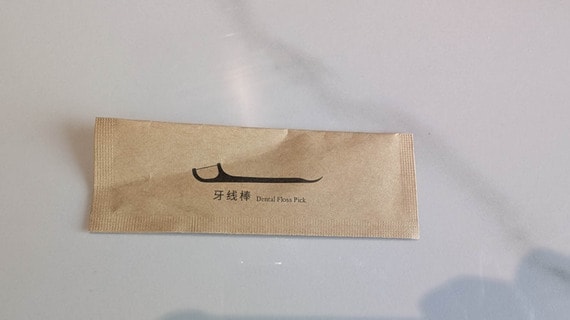 牙线棒 Dental Floss Pick